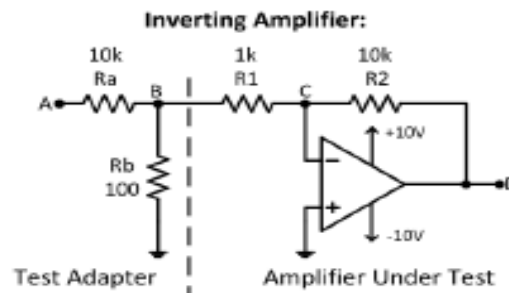 Inverting Amplifier:
10k 1k 10k
Ra R1 R2
A B C
+10V
Rb
100
-
+
-10V
Test Adapter Amplifier Under Test